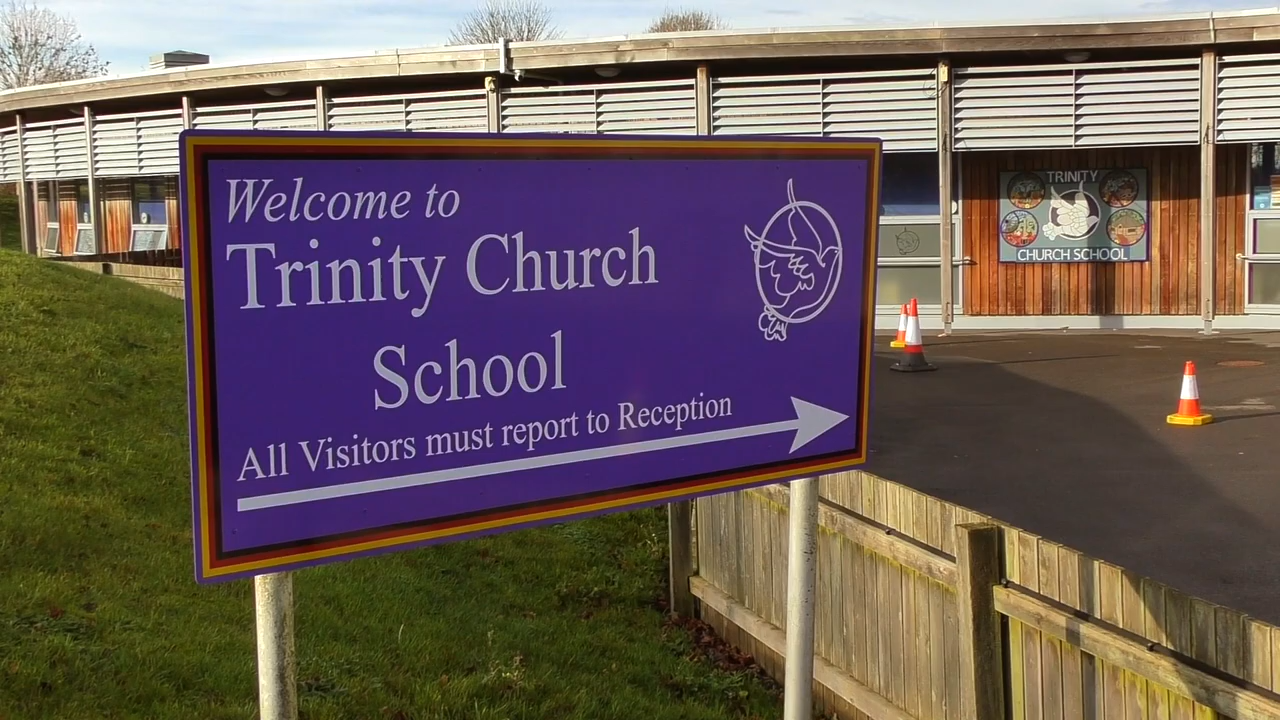 Welcome to
Trinity Church
School
All Visitors must report to Reception
TRINITY
CHURCH SCHOOL